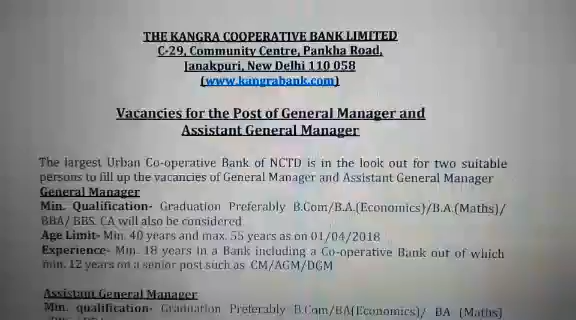 THE KANGRA COOPERATIVE BANK LIMITED
C-29, Community Centre, Pankha Road,
Janakpuri, New Delhi 110 058
(www.kangrabank.com)
Vacancies for the Post of General Manager and
Assistant General Manager
The largest Urban Co-operative Bank of NCTD is in the look out for two suitable
persons to fill up the vacancies of General Manager and Assistant General Manager
General Manager
Min. Qualification- Graduation Preferably B.Com/B.A.(Economics)/B.A.(Maths)/
BBA/ BBS. CA will also be considered
Age Limit- Min. 40 years and max. 55 years as on 01/04/2018
Experience- Min. 18 years in a Bank including a Co-operative Bank out of which
min. 12 years on a senior post such as CM/AGM/DGM
Assistant General Manager
Min. qualification- Graduation Preferably B.Com/BA(Economics)/ BA (Maths)